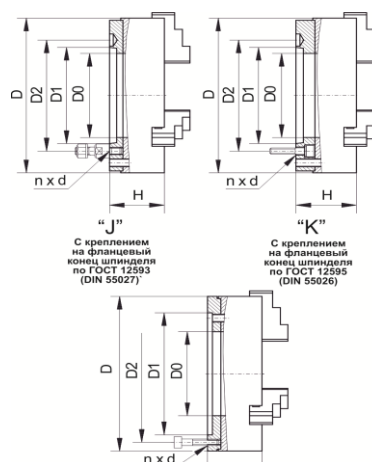 D
D2
D1
D0
n x d
H
D
D2
D1
D0
n x d
H
“J”
С креплением
на фланцевый
конец шпинделя
по ГОСТ 12593
(DIN 55027)
“K”
С креплением
на фланцевый
конец шпинделя
по ГОСТ 12595
(DIN 55026)
D
D2
D1
D0
n x d